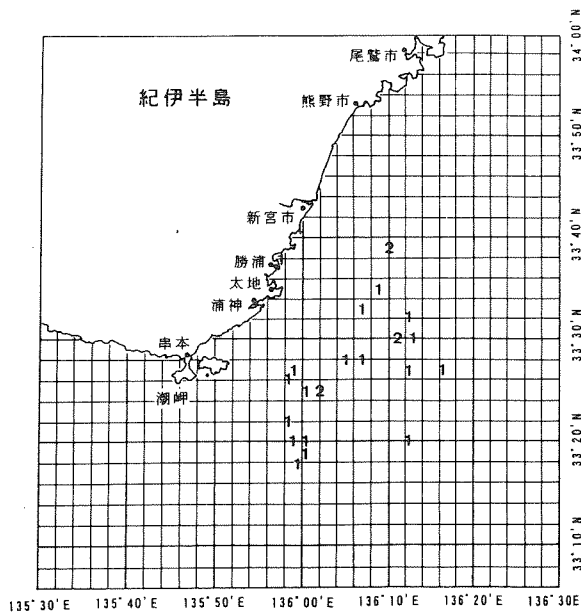 34° 00' N
尾鷲市
紀伊半島
熊野市
33° 50' N
新宮市
33° 40' N
2
勝浦
太地
1
浦神
1
1
33° 30' N
串本
2 1
1 1
1 1 1
1
潮岬
1 2
1
33° 20' N
1 1 1
1
1
33° 10' N
135° 30' E 135° 40' E 135° 50' E 136° 00' E 136° 10' E 136° 20' E 136° 30' E